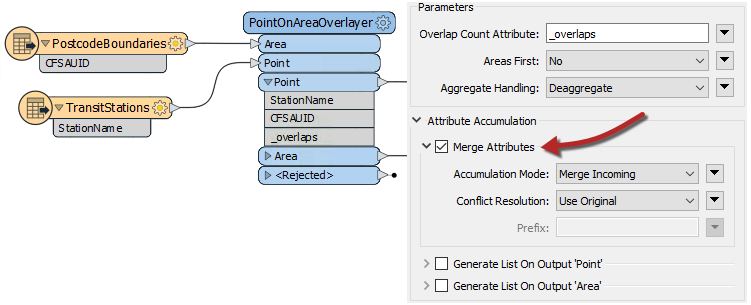 PostcodeBoundaries
CFSAUID
TransitStations
StationName
PointOnAreaOverlayer
Area
Point
Point
StationName
CFSAUID
_overlaps
Area
<Rejected>
Parameters
Overlap Count Attribute: _overlaps
Areas First: No
Aggregate Handling: Deaggregate
Attribute Accumulation
Merge Attributes
Accumulation Mode: Merge Incoming
Conflict Resolution: Use Original
Prefix:
Generate List On Output 'Point'
Generate List On Output 'Area'